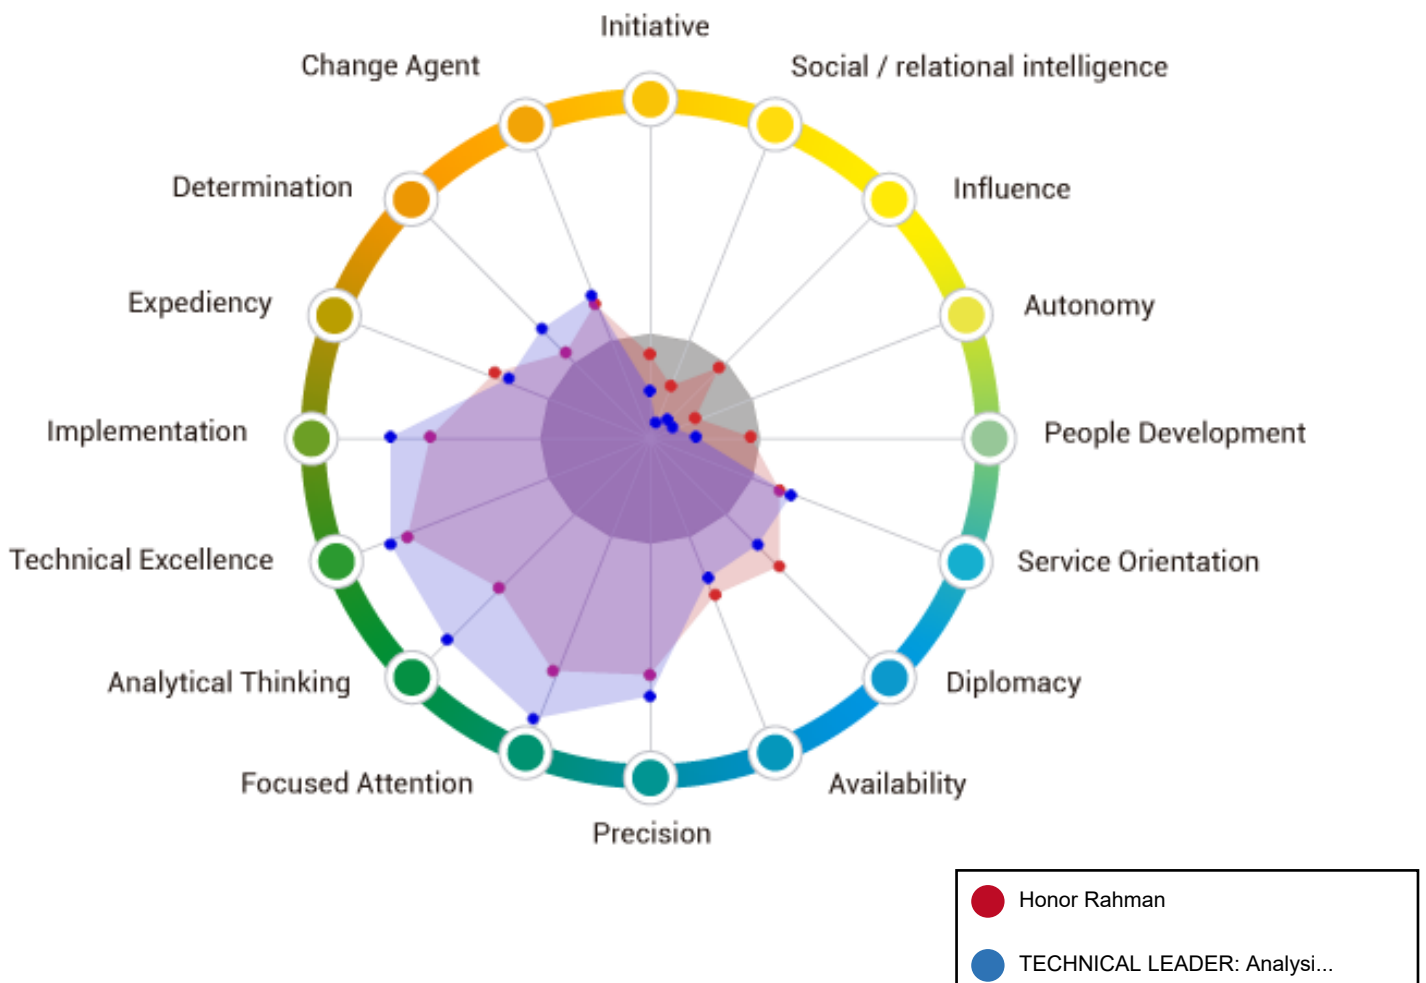 Initiative
Change Agent
Social / relational intelligence
Determination
Influence
Expediency
Autonomy
Implementation
People Development
Technical Excellence
Service Orientation
Analytical Thinking
Diplomacy
Focused Attention
Availability
Precision
Honor Rahman
TECHNICAL LEADER: Analysi...